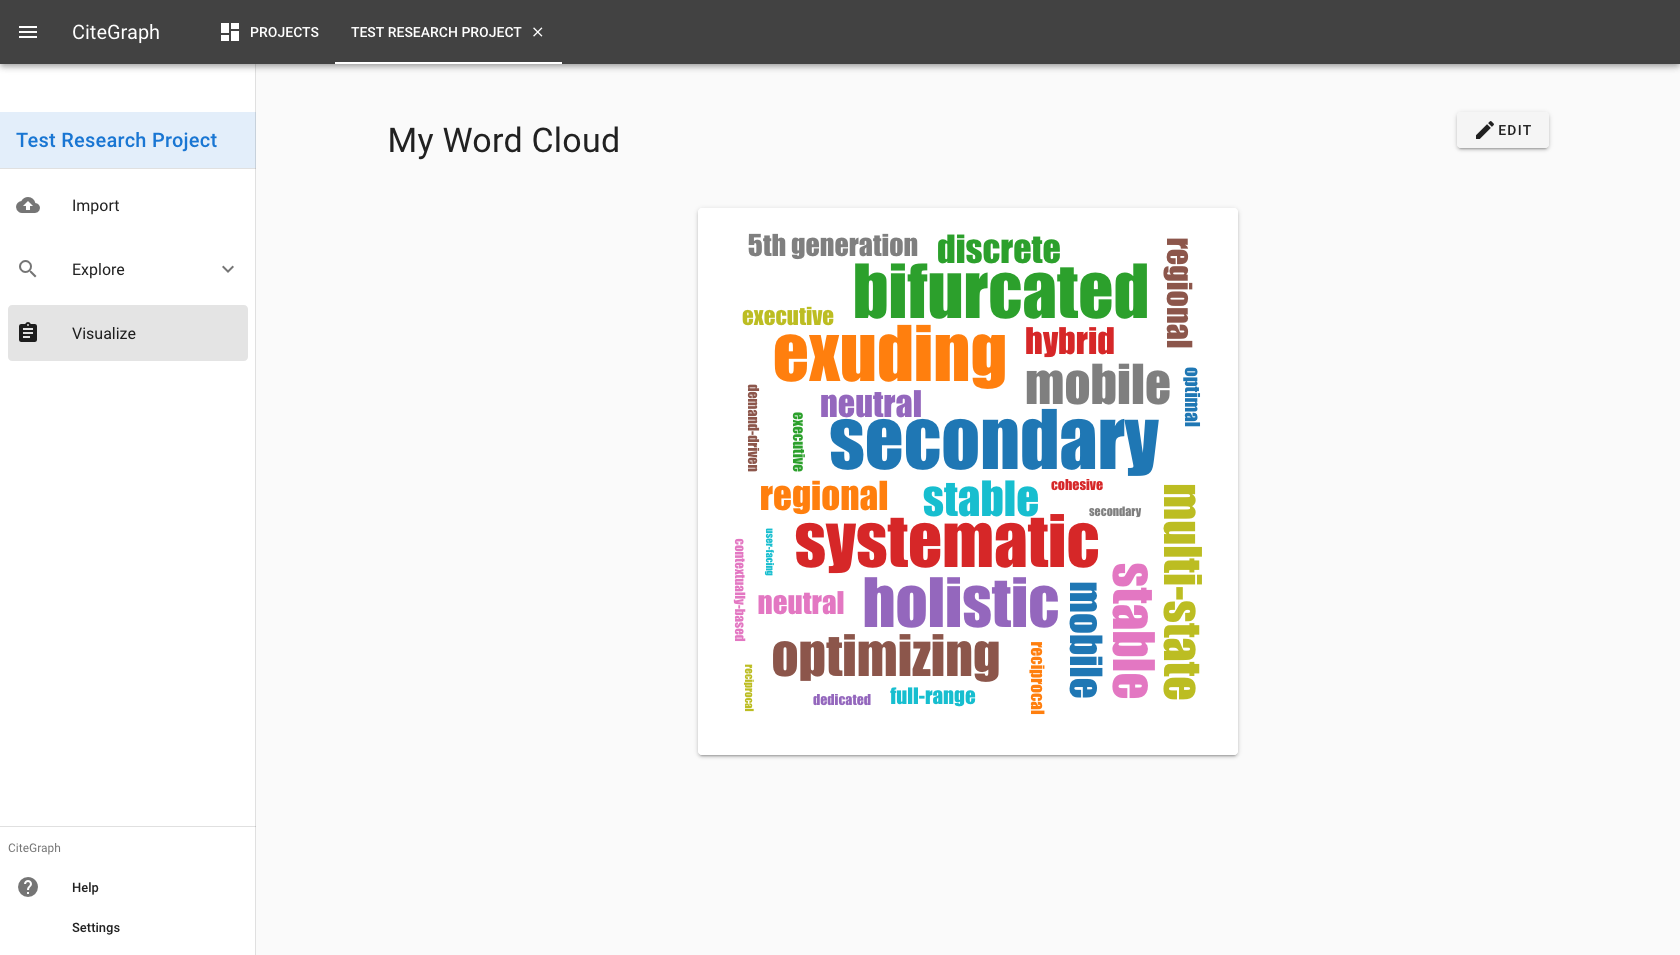 CiteGraph
PROJECTS
TEST RESEARCH PROJECT
Test Research Project
Import
Explore
Visualize
CiteGraph
Help
Settings
My Word Cloud
EDIT
5th generation
discrete
regional
bifurcated
executive
exuding
hybrid
mobile
optimal
demand-driven
neutral
executive
secondary
regional
stable
cohesive
secondary
multi-state
systematic
contextually-based
user-facing
stable
holistic
neutral
mobile
optimizing
reciprocal
reciprocal
dedicated
full-range